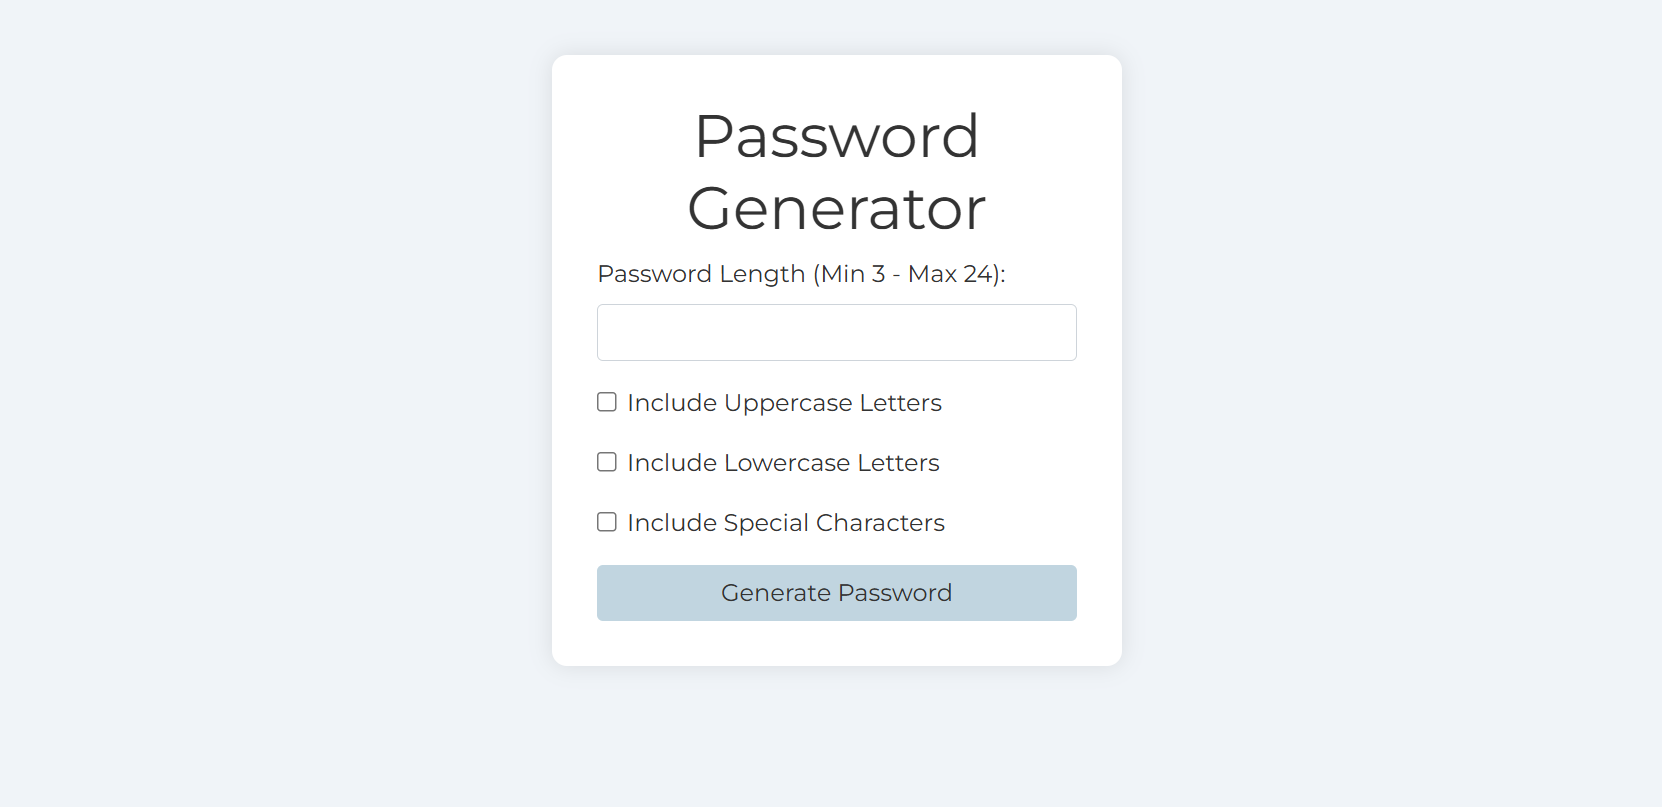 Password
Generator
Password Length (Min 3 - Max 24):
Include Uppercase Letters
Include Lowercase Letters
Include Special Characters
Generate Password